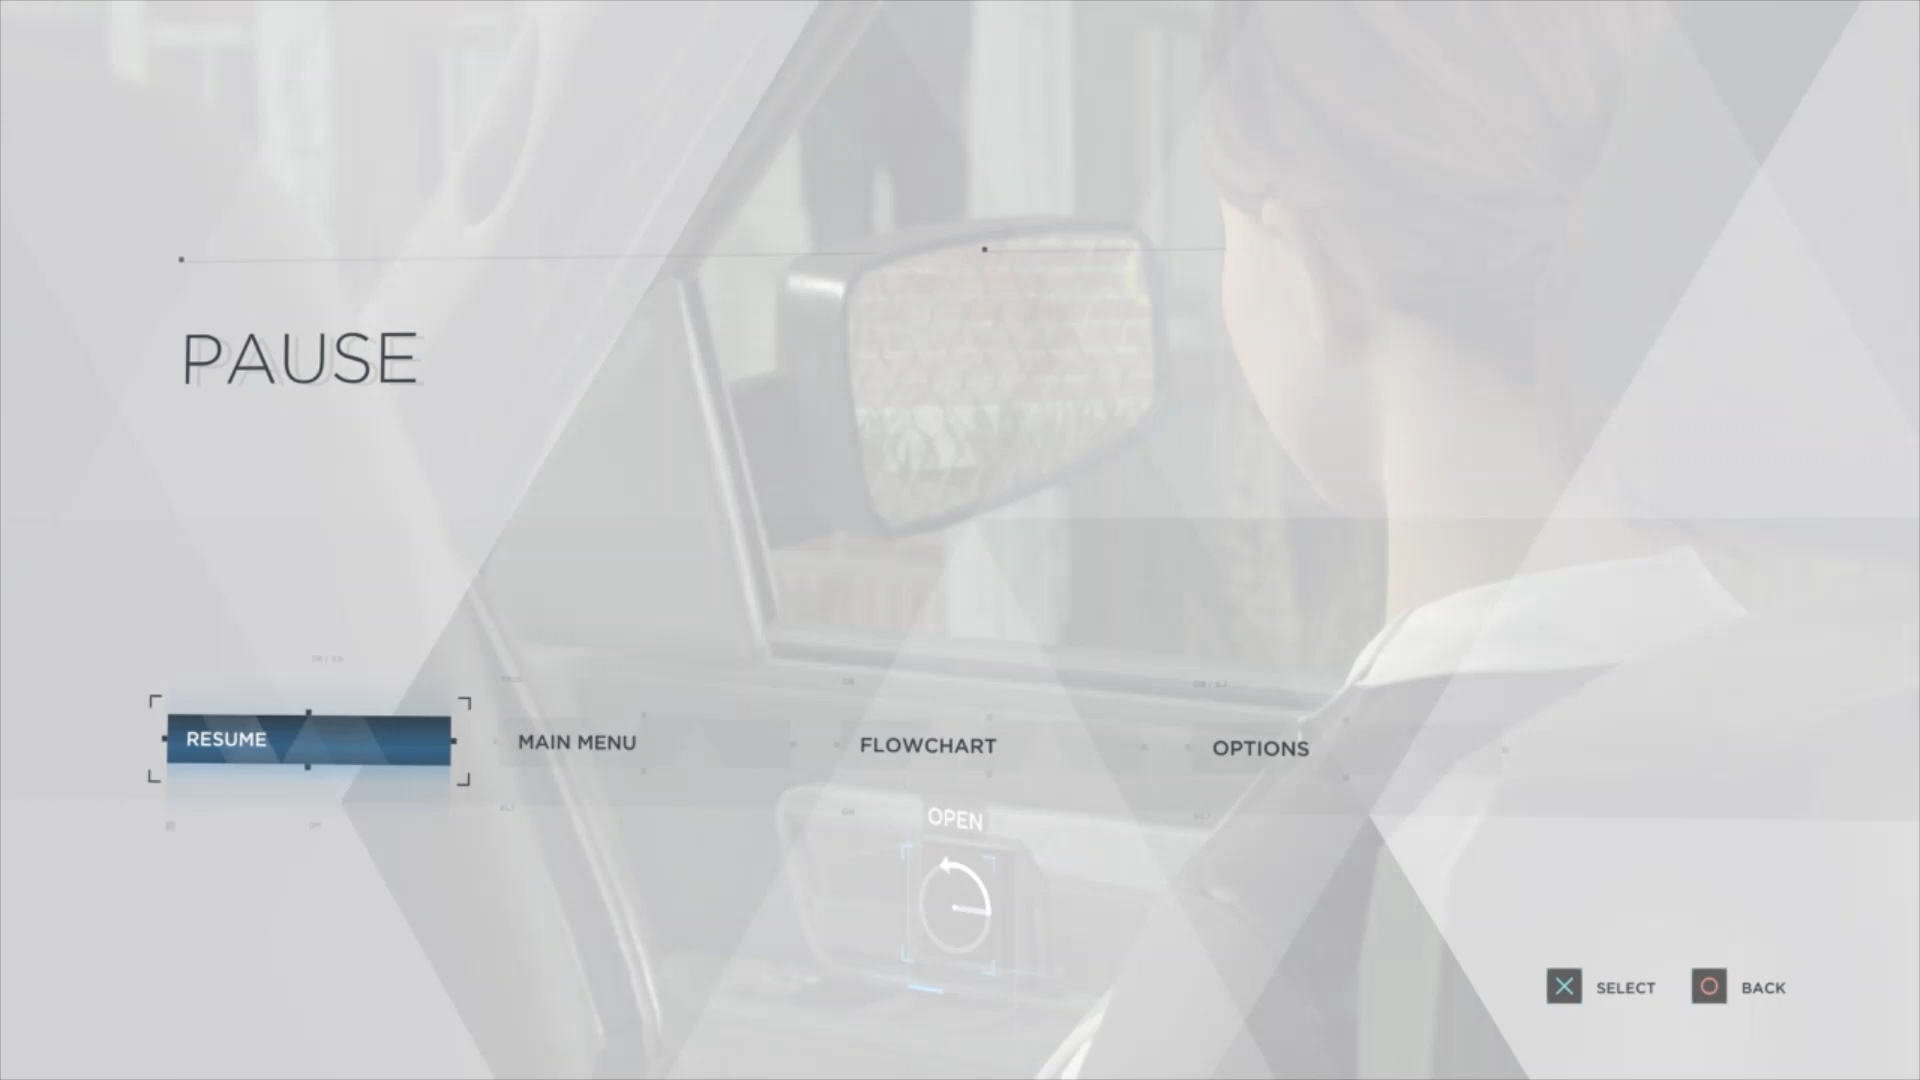 PAUSE
RESUME
MAIN MENU
FLOWCHART
OPTIONS
OPEN
SELECT
BACK